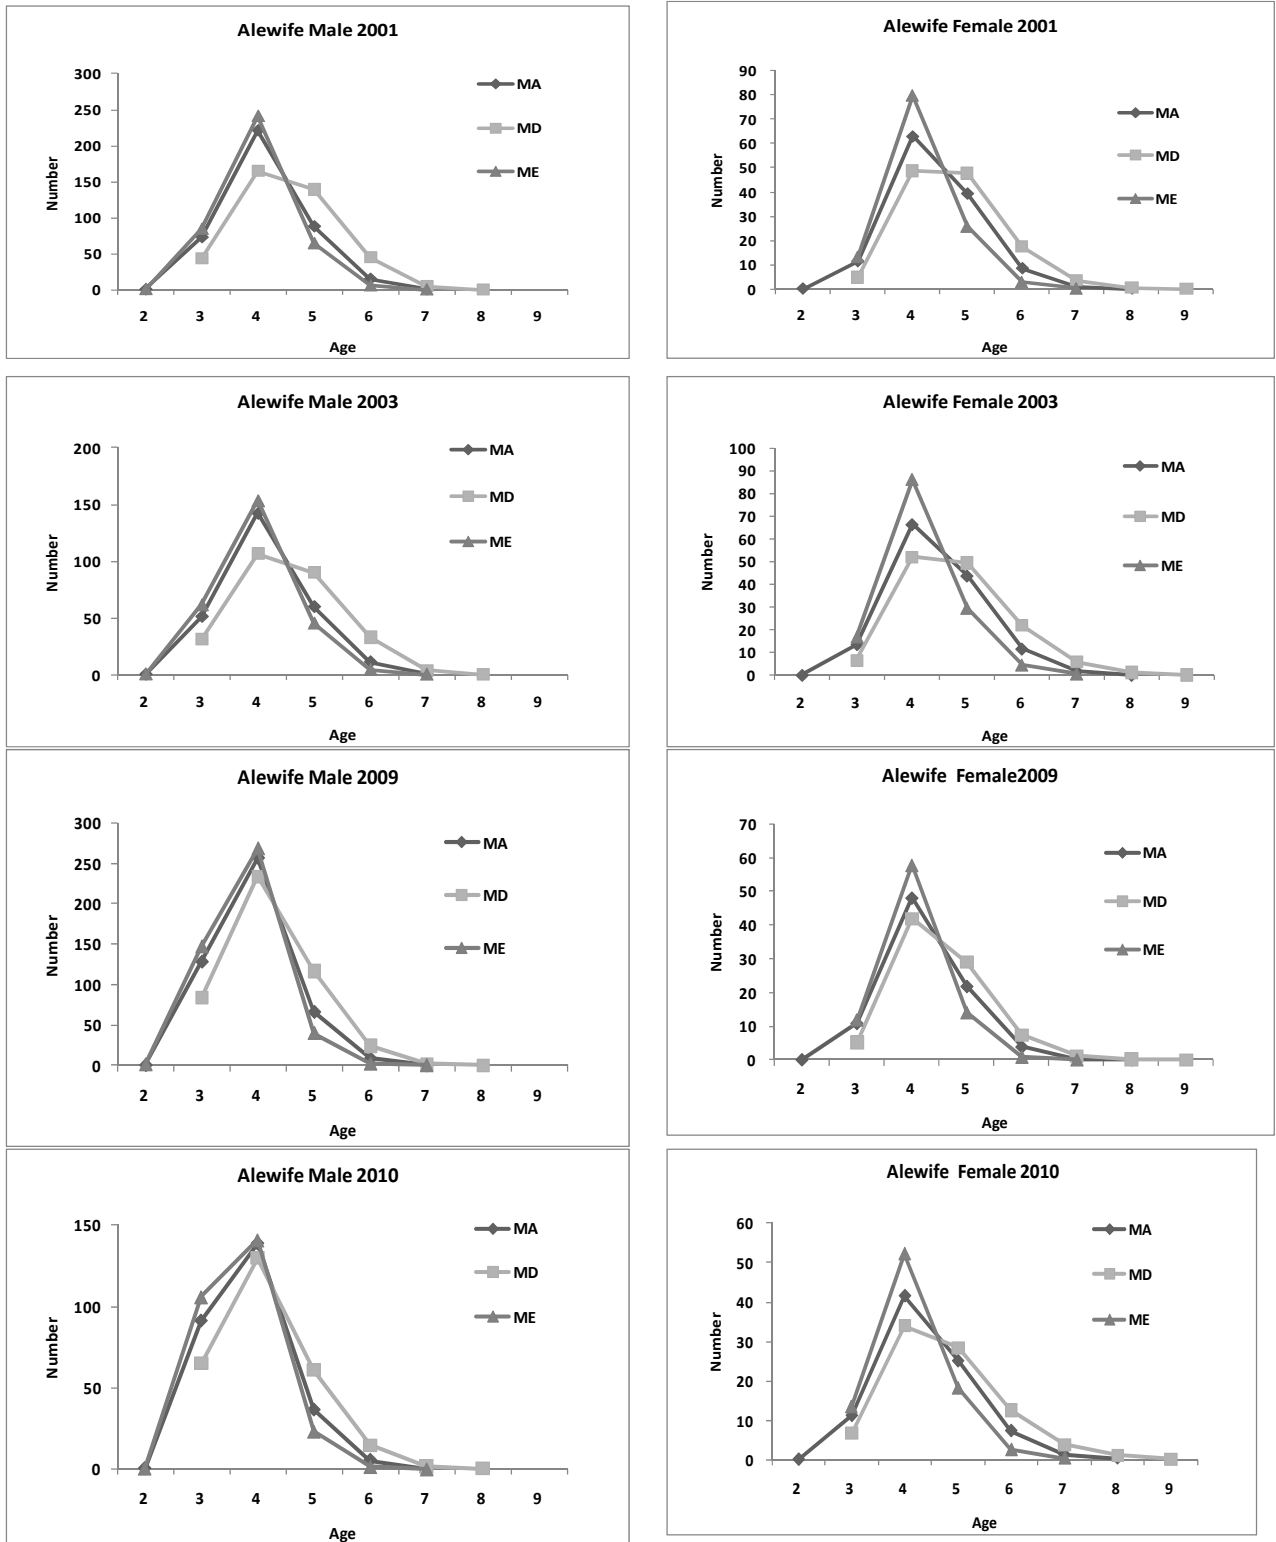 Alewife Male 2001
300
250
200
150
100
50
0
Number
2 3 4 5 6 7 8 9
Age
MA
MD
ME
Alewife Female 2001
90
80
70
60
50
40
30
20
10
0
Number
2 3 4 5 6 7 8 9
Age
MA
MD
ME
Alewife Male 2003
200
150
100
50
0
Number
2 3 4 5 6 7 8 9
Age
MA
MD
ME
Alewife Female 2003
100
90
80
70
60
50
40
30
20
10
0
Number
2 3 4 5 6 7 8 9
Age
MA
MD
ME
Alewife Male 2009
300
250
200
150
100
50
0
Number
2 3 4 5 6 7 8 9
Age
MA
MD
ME
Alewife Female2009
70
60
50
40
30
20
10
0
Number
2 3 4 5 6 7 8 9
Age
MA
MD
ME
Alewife Male 2010
150
100
50
0
Number
2 3 4 5 6 7 8 9
Age
MA
MD
ME
Alewife Female 2010
60
50
40
30
20
10
0
Number
2 3 4 5 6 7 8 9
Age
MA
MD
ME